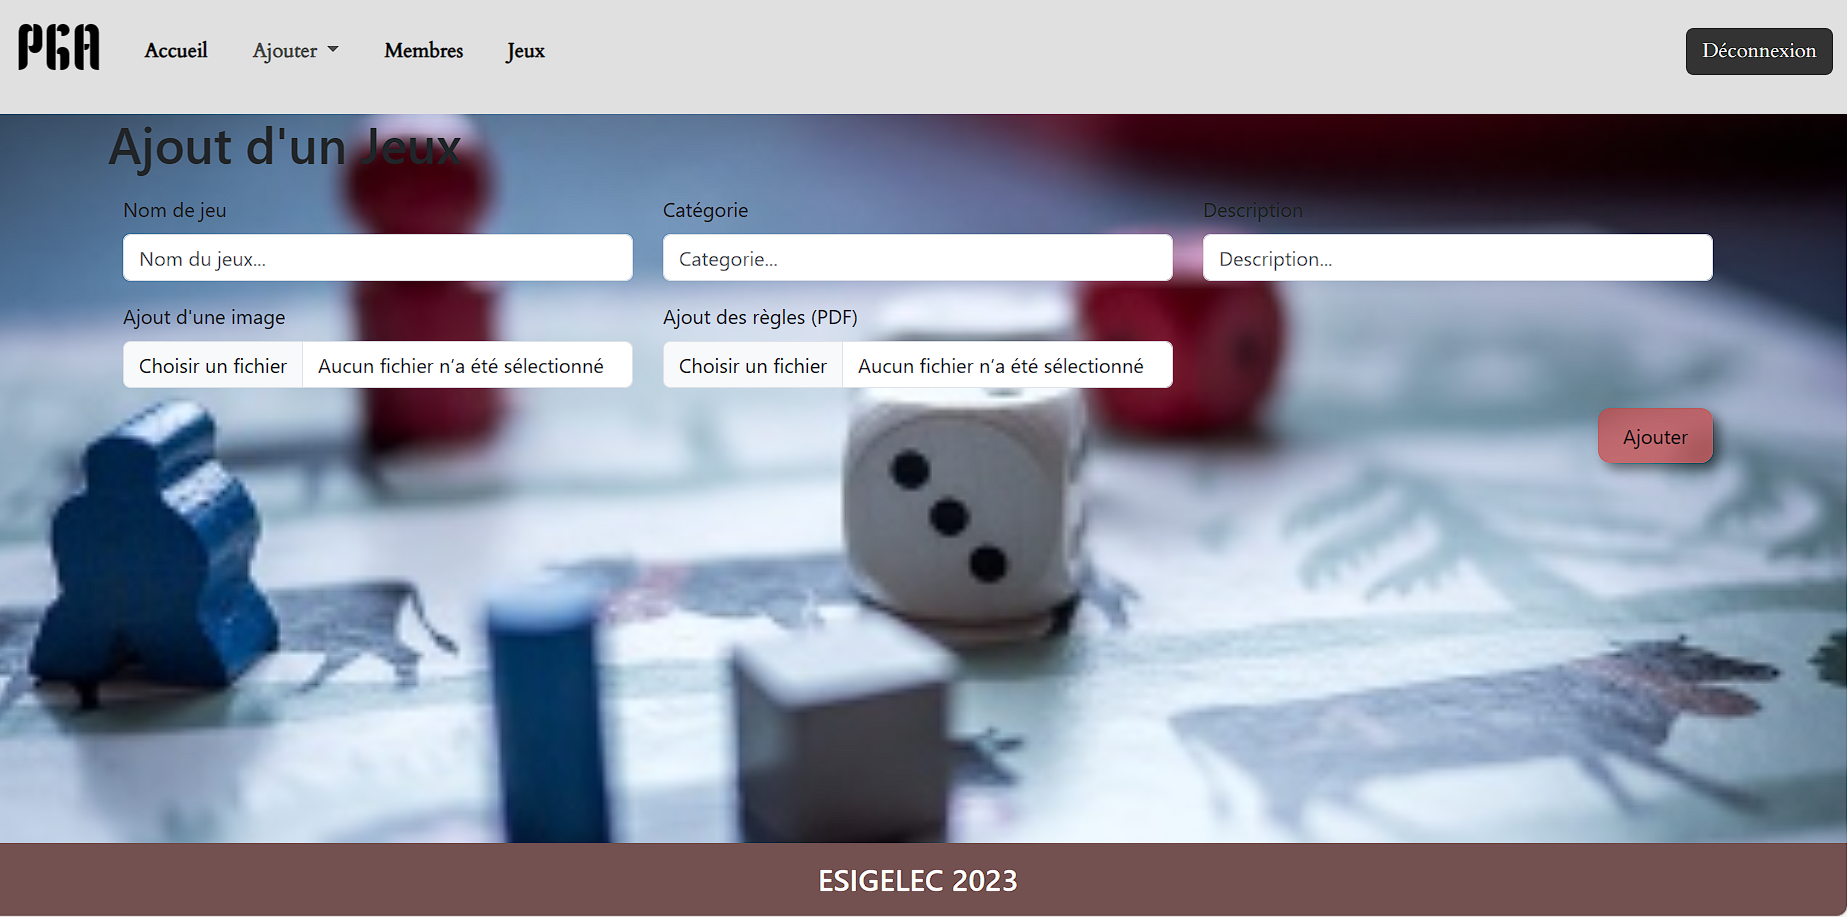 PGA
Accueil
Ajouter
Membres
Jeux
Déconnexion
Ajout d'un Jeux
Nom de jeu
Catégorie
Description
Nom du jeux...
Categorie...
Description...
Ajout d'une image
Ajout des règles (PDF)
Choisir un fichier
Aucun fichier n’a été sélectionné
Choisir un fichier
Aucun fichier n’a été sélectionné
Ajouter
ESIGELEC 2023